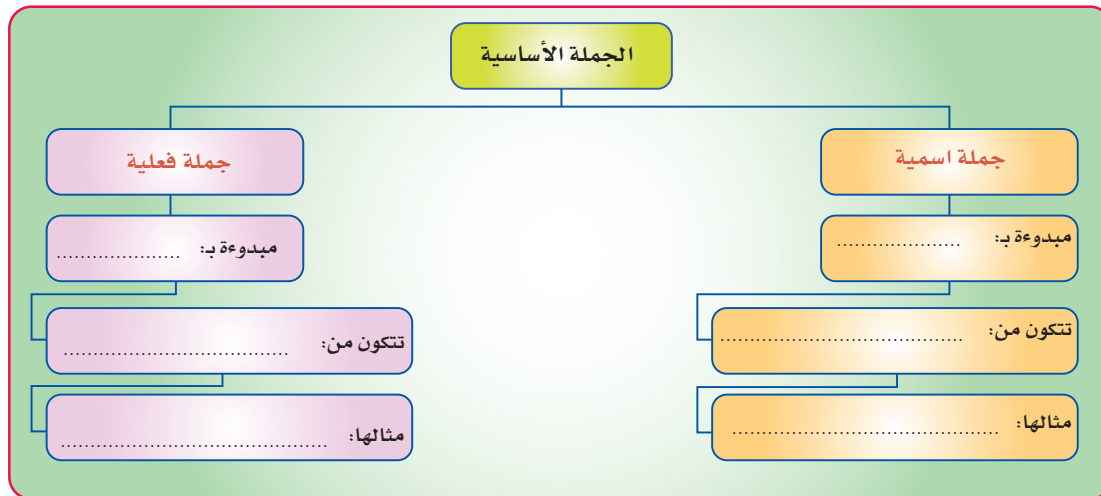 الجملة الأساسية
جملة اسمية
مبدوءة بـ: .....................
تتكون من: .........................................
مثالها: .............................................
جملة فعلية
مبدوءة بـ: .....................
تتكون من: ......................................
مثالها: .............................................